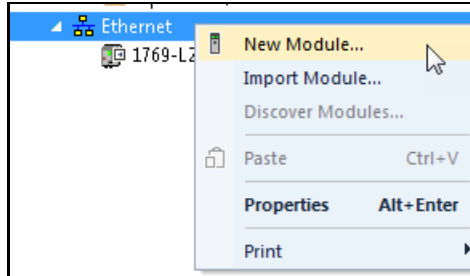 Ethernet
1769-L
New Module...
Import Module...
Discover Modules...
Paste Ctrl+V
Properties Alt+Enter
Print